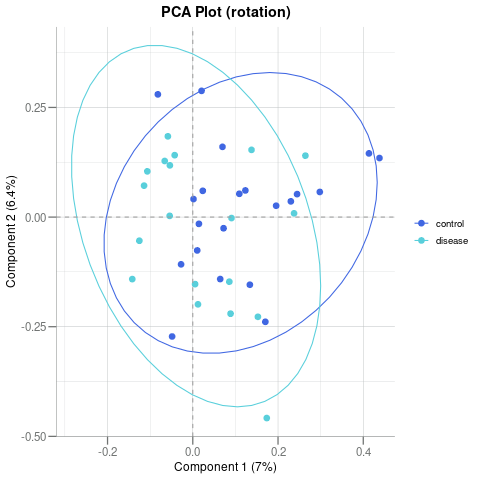 PCA Plot (rotation)
Component 2 (6.4%)
0.25
0.00
-0.25
-0.50
-0.2
0.0
0.2
0.4
Component 1 (7%)
control
disease